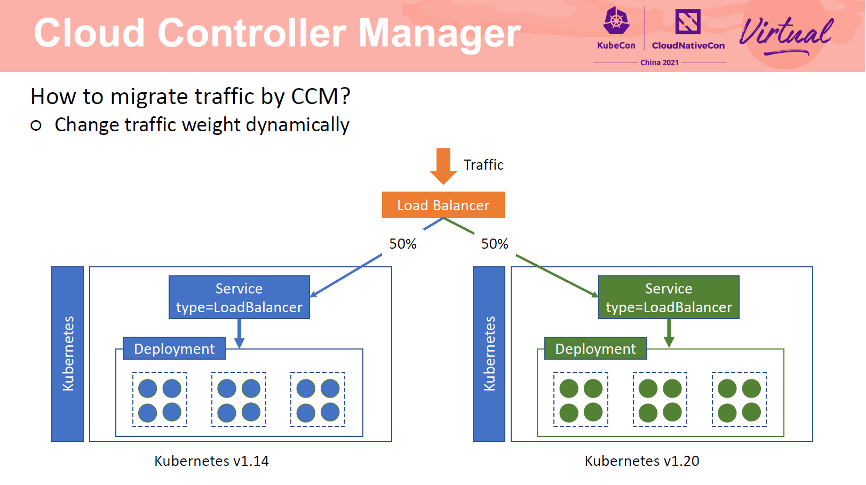 Cloud Controller Manager
KubeCon
CloudNativeCon
China 2021
Virtual
How to migrate traffic by CCM?
Change traffic weight dynamically
Traffic
Load Balancer
50%
50%
Kubernetes
Service
type=LoadBalancer
Deployment
Kubernetes v1.14
Kubernetes
Service
type=LoadBalancer
Deployment
Kubernetes v1.20